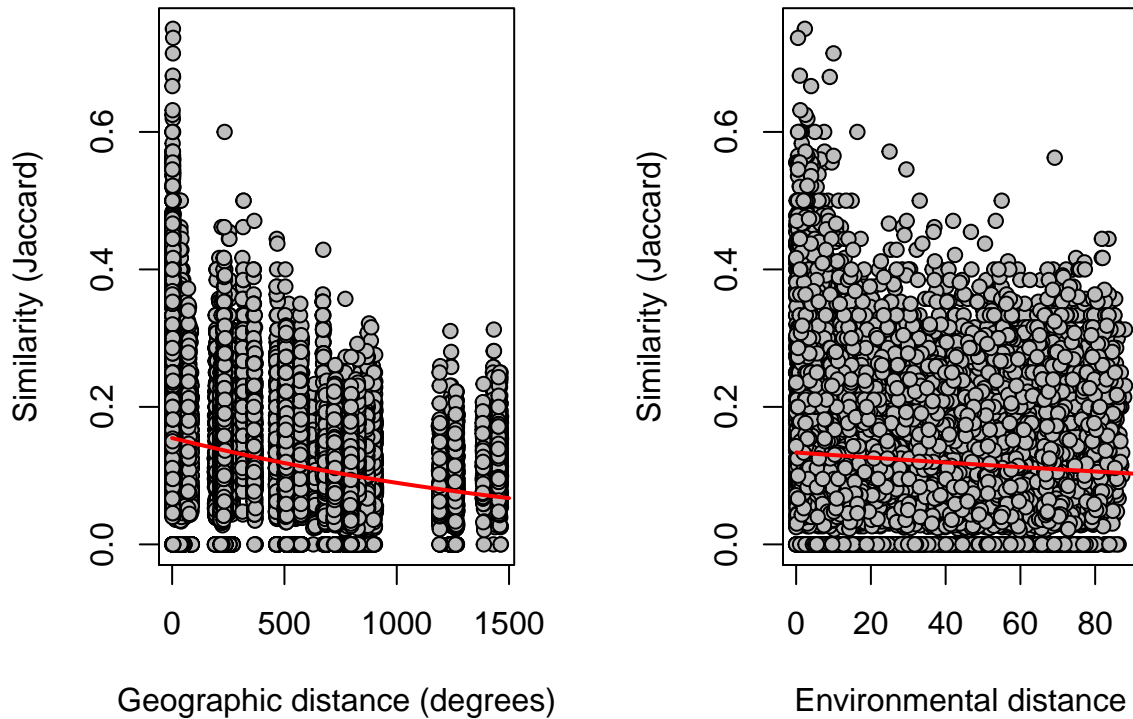 Similarity (Jaccard)
0.6
0.4
0.2
0.0
0 500 1000 1500
Geographic distance (degrees)
Similarity (Jaccard)
0.6
0.4
0.2
0.0
0 20 40 60 80
Environmental distance